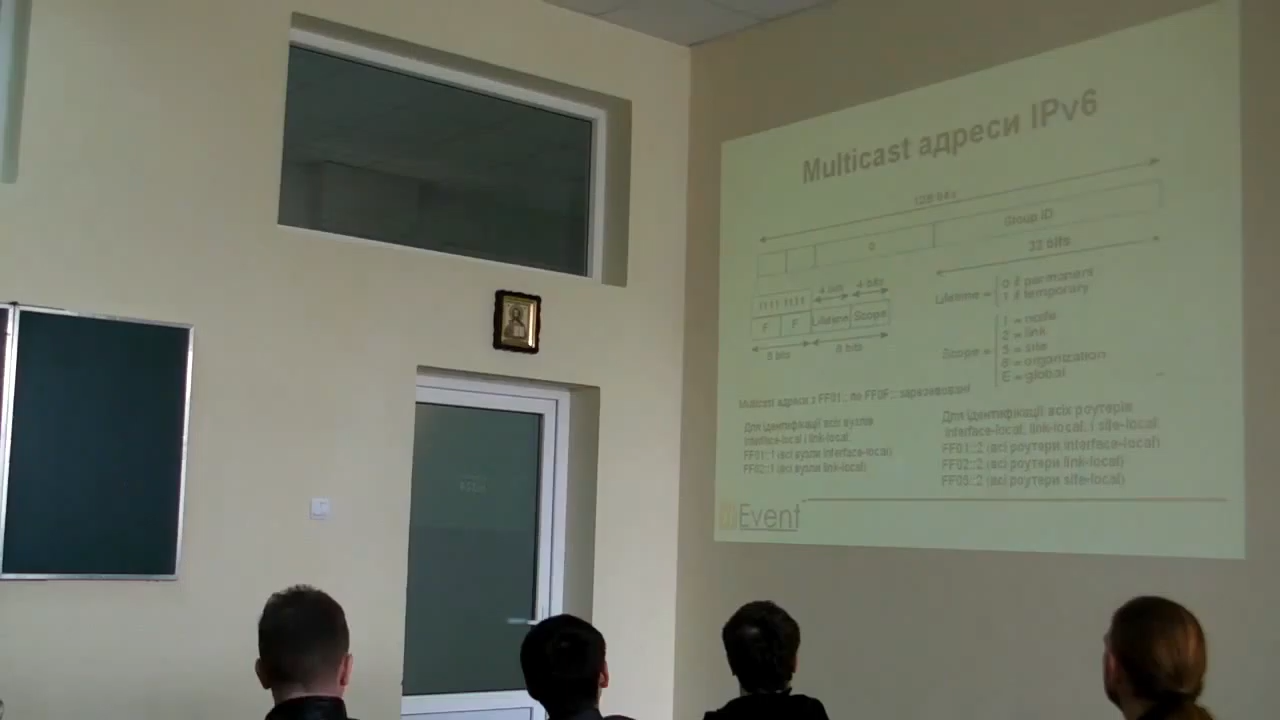 Multicast адреси IPv6
128 bits
0
Group ID
32 bits
4 bits
4 bits
1111 1111
F
F
Lifetime
Scope
8 bits
8 bits
Lifetime =
0 if permanent
1 if temporary
Scope =
1 = node
2 = link
5 = site
8 = organization
E = global
Multicast адреси з FF01:: по FF0F:: зарезервовані
Для ідентифікації всіх вузлів
interface-local і link-local
FF01::1 (всі вузли interface-local)
FF02::1 (всі вузли link-local)
Для ідентифікації всіх роутерів
interface-local, link-local, і site-local
FF01::2 (всі роутери interface-local)
FF02::2 (всі роутери link-local)
FF05::2 (всі роутери site-local)
Event